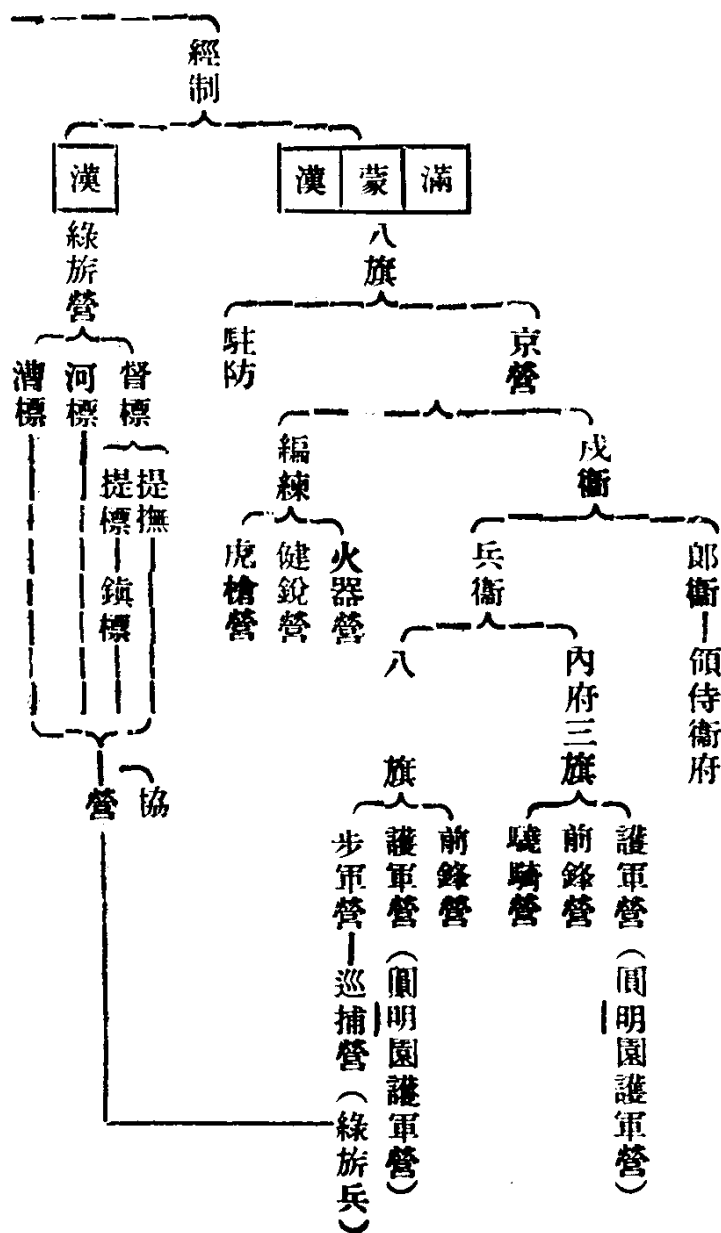 經制
滿
蒙
漢
漢
八旗
綠旂營
京營
駐防
督標
河標
漕標
提撫
提標
鎮標
戍衞
編練
郎衞
領侍衞府
兵衞
火器營
健銳營
虎槍營
內府三旗
八旗
協
營
護軍營（圓明園護軍營）
前鋒營
驍騎營
前鋒營
護軍營（圓明園護軍營）
步軍營
巡捕營（綠旂兵）